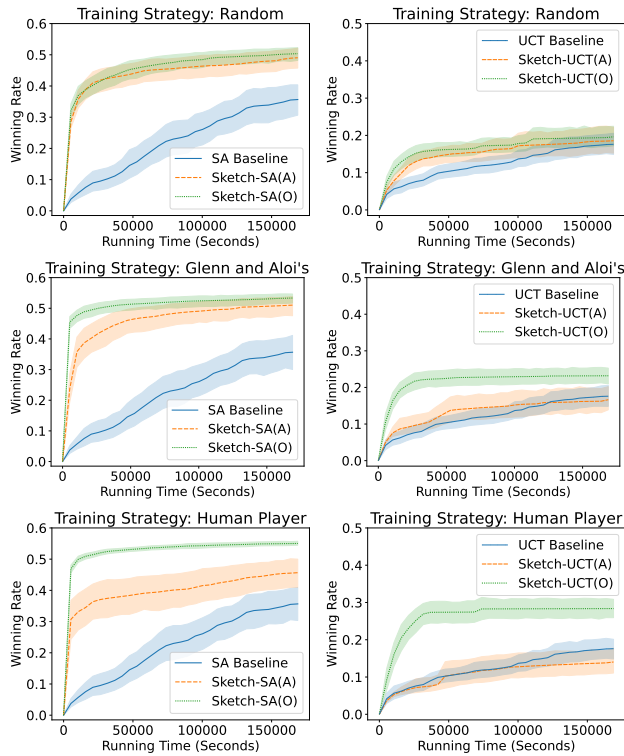 Training Strategy: Random
0.6
0.5
0.4
0.3
0.2
0.1
0.0
Winning Rate
SA Baseline
Sketch-SA(A)
Sketch-SA(O)
0 50000 100000 150000
Running Time (Seconds)
Training Strategy: Random
0.5
0.4
0.3
0.2
0.1
0.0
Winning Rate
UCT Baseline
Sketch-UCT(A)
Sketch-UCT(O)
0 50000 100000 150000
Running Time (Seconds)
Training Strategy: Glenn and Aloi's
0.6
0.5
0.4
0.3
0.2
0.1
0.0
Winning Rate
SA Baseline
Sketch-SA(A)
Sketch-SA(O)
0 50000 100000 150000
Running Time (Seconds)
Training Strategy: Glenn and Aloi's
0.5
0.4
0.3
0.2
0.1
0.0
Winning Rate
UCT Baseline
Sketch-UCT(A)
Sketch-UCT(O)
0 50000 100000 150000
Running Time (Seconds)
Training Strategy: Human Player
0.6
0.5
0.4
0.3
0.2
0.1
0.0
Winning Rate
SA Baseline
Sketch-SA(A)
Sketch-SA(O)
0 50000 100000 150000
Running Time (Seconds)
Training Strategy: Human Player
0.5
0.4
0.3
0.2
0.1
0.0
Winning Rate
UCT Baseline
Sketch-UCT(A)
Sketch-UCT(O)
0 50000 100000 150000
Running Time (Seconds)